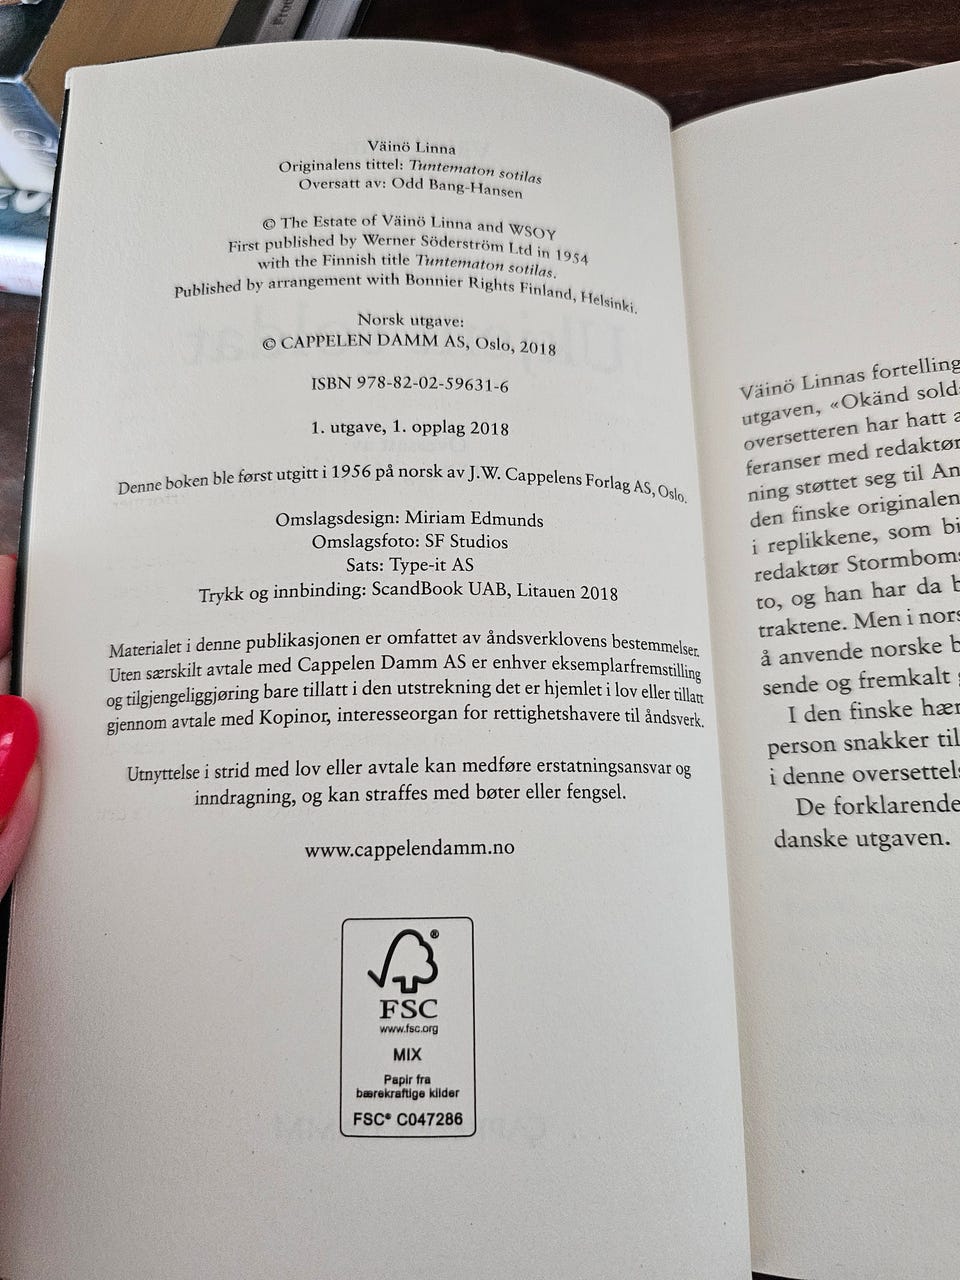 Väinö Linna
Originalens tittel: Tuntematon sotilas
Oversatt av: Odd Bang-Hansen
© The Estate of Väinö Linna and WSOY
First published by Werner Söderström Ltd in 1954
with the Finnish title Tuntematon sotilas.
Published by arrangement with Bonnier Rights Finland, Helsinki.
Norsk utgave:
© CAPPELEN DAMM AS, Oslo, 2018
ISBN 978-82-02-59631-6
1. utgave, 1. opplag 2018
Denne boken ble først utgitt i 1956 på norsk av J.W. Cappelens Forlag AS, Oslo.
Omslagsdesign: Miriam Edmunds
Omslagsfoto: SF Studios
Sats: Type-it AS
Trykk og innbinding: ScandBook UAB, Litauen 2018
Materialet i denne publikasjonen er omfattet av åndsverklovens bestemmelser.
Uten særskilt avtale med Cappelen Damm AS er enhver eksemplarfremstilling
og tilgjengeliggjøring bare tillatt i den utstrekning det er hjemlet i lov eller tillatt
gjennom avtale med Kopinor, interesseorgan for rettighetshavere til åndsverk.
Utnyttelse i strid med lov eller avtale kan medføre erstatningsansvar og
inndragning, og kan straffes med bøter eller fengsel.
www.cappelendamm.no
FSC®
www.fsc.org
MIX
Papir fra
bærekraftige kilder
FSC® C047286
Väinö Linnas fortelling
utgaven, «Okänd sold
oversetteren har hatt
feranser med redaktør
ning støttet seg til An
den finske originalen
i replikkene, som bi
redaktør Stormboms
to, og han har da b
traktene. Men i nors
å anvende norske b
sende og fremkalt
I den finske hær
person snakker til
i denne oversettels
De forklarende
danske utgaven.